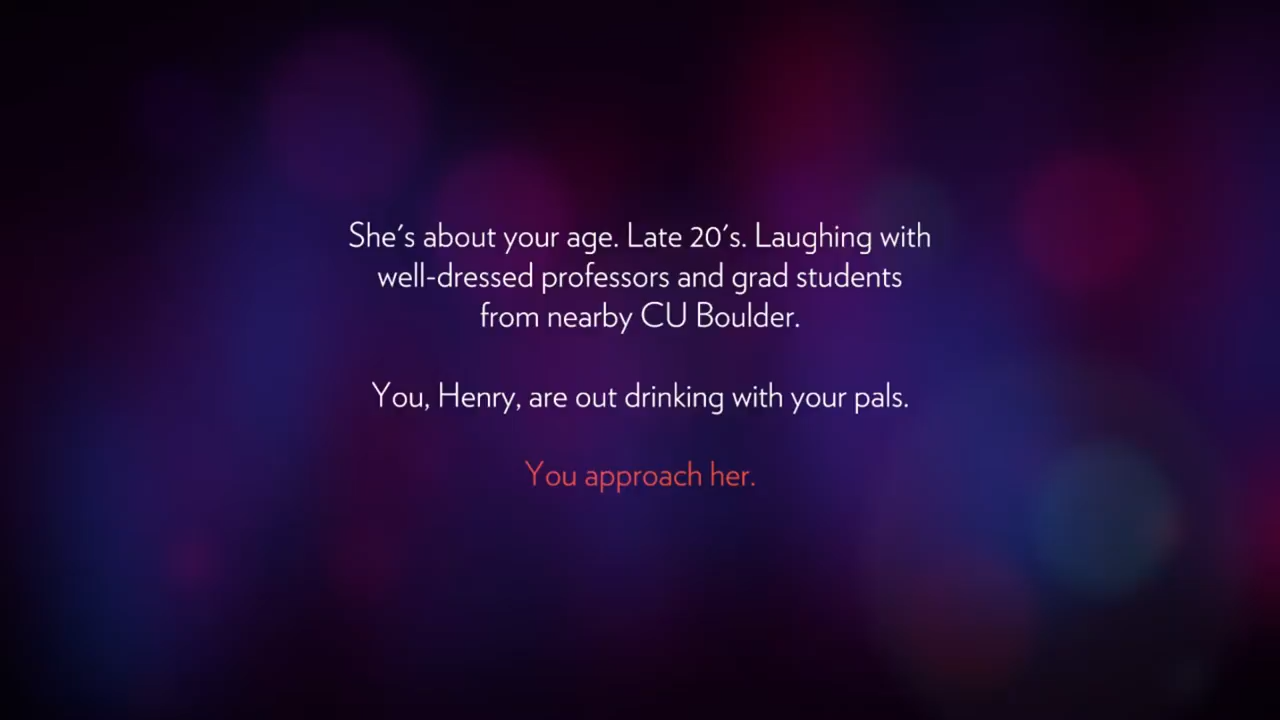 She's about your age. Late 20's. Laughing with
well-dressed professors and grad students
from nearby CU Boulder.
You, Henry, are out drinking with your pals.
You approach her.